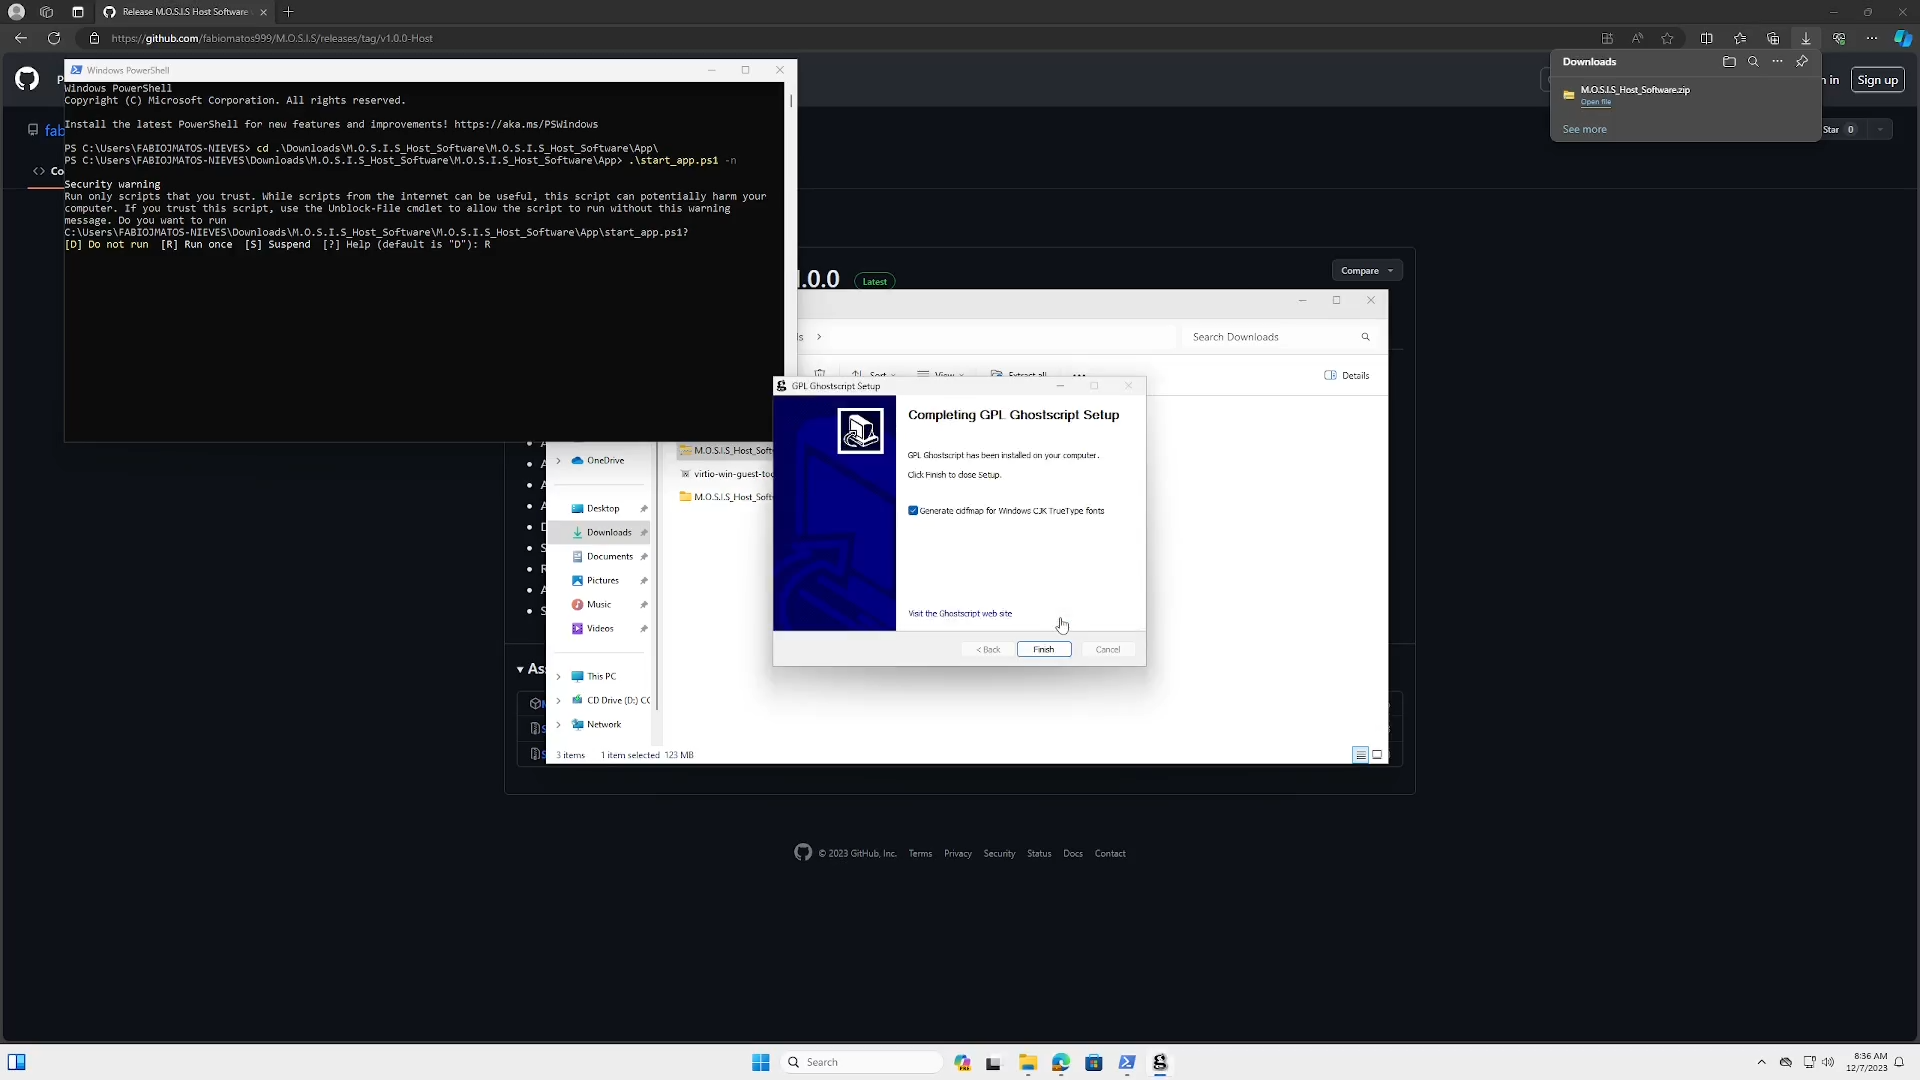 Release M.O.S.I.S Host Software
https://github.com/fabiomatos999/M.O.S.I.S/releases/tag/v1.0.0-Host
Downloads
M.O.S.I.S_Host_Software.zip
Open file
See more
in
Sign up
Star 0
fab
Co
Windows PowerShell
Windows PowerShell
Copyright (C) Microsoft Corporation. All rights reserved.
Install the latest PowerShell for new features and improvements! https://aka.ms/PSWindows
PS C:\Users\FABIOJMATOS-NIEVES> cd .\Downloads\M.O.S.I.S_Host_Software\M.O.S.I.S_Host_Software\App\
PS C:\Users\FABIOJMATOS-NIEVES\Downloads\M.O.S.I.S_Host_Software\M.O.S.I.S_Host_Software\App> .\start_app.ps1 -n
Security warning
Run only scripts that you trust. While scripts from the internet can be useful, this script can potentially harm your
computer. If you trust this script, use the Unblock-File cmdlet to allow the script to run without this warning
message. Do you want to run
C:\Users\FABIOJMATOS-NIEVES\Downloads\M.O.S.I.S_Host_Software\M.O.S.I.S_Host_Software\App\start_app.ps1?
[D] Do not run [R] Run once [S] Suspend [?] Help (default is "D"): R
.0.0 Latest
Compare
Search Downloads
Sort View Extract all
Details
GPL Ghostscript Setup
Completing GPL Ghostscript Setup
GPL Ghostscript has been installed on your computer.
Click Finish to close Setup.
Generate cidfmap for Windows CJK TrueType fonts
Visit the Ghostscript web site
< Back Finish Cancel
M.O.S.I.S_Host_Softw
virtio-win-guest-too
M.O.S.I.S_Host_Softw
OneDrive
Desktop
Downloads
Documents
Pictures
Music
Videos
This PC
CD Drive (D:) CC
Network
3 items 1 item selected 123 MB
Ass
© 2023 GitHub, Inc. Terms Privacy Security Status Docs Contact
Search
8:36 AM
12/7/2023